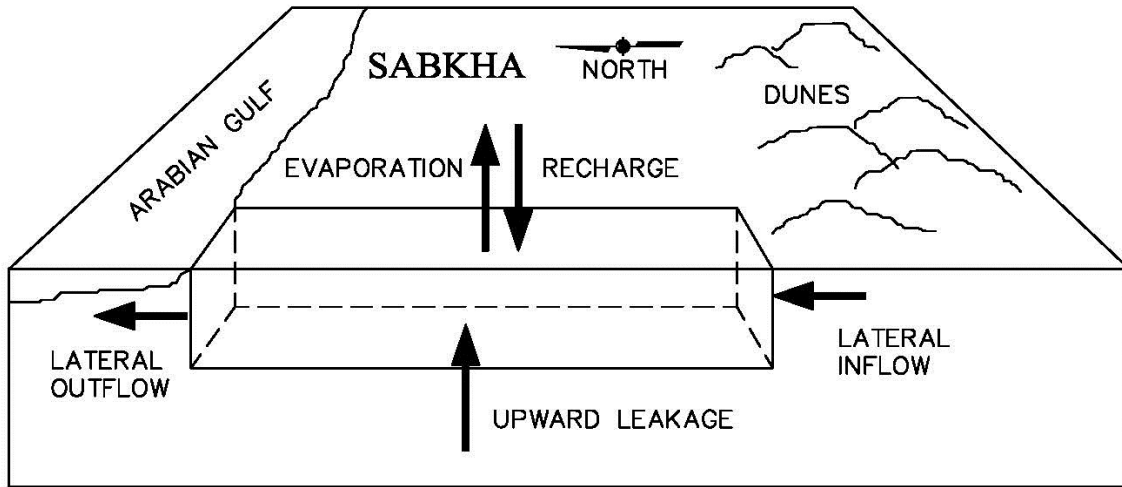 SABKHA
NORTH
DUNES
ARABIAN GULF
EVAPORATION
RECHARGE
LATERAL
OUTFLOW
LATERAL
INFLOW
UPWARD LEAKAGE